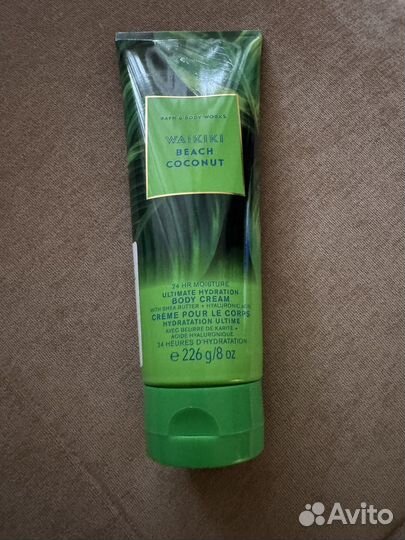 BATH & BODY WORKS
WAIKIKI
BEACH
COCONUT
24 HR MOISTURE
ULTIMATE HYDRATION
BODY CREAM
WITH SHEA BUTTER + HYALURONIC ACID
CRÈME POUR LE CORPS
HYDRATATION ULTIME
AVEC BEURRE DE KARITÉ +
ACIDE HYALURONIQUE
24 HEURES D'HYDRATATION
e 226 g/8 oz
Avito